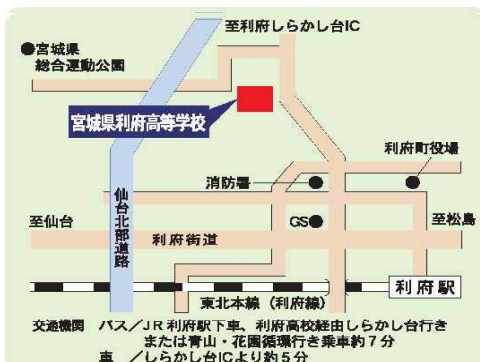 至利府しらかし台IC
●宮城県
総合運動公園
宮城県利府高等学校
利府町役場
消防署
仙台北部道路
GS
至仙台
利府街道
至松島
利府駅
東北本線（利府線）
交通機関 バス／JR利府駅下車、利府高校経由しらかし台行き
または青山・花園循環行き乗車約7分
車 ／しらかし台ICより約5分